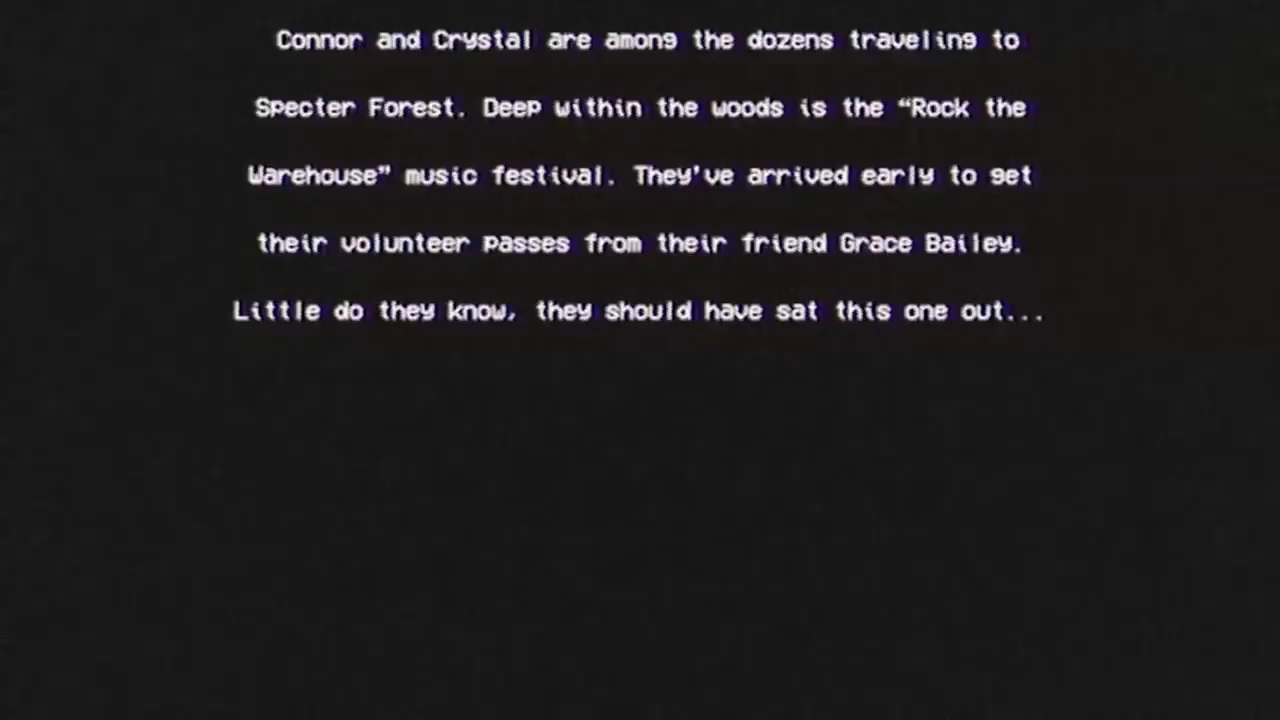 Connor and Crystal are among the dozens traveling to
Specter Forest. Deep within the woods is the “Rock the
Warehouse” music festival. They've arrived early to get
their volunteer passes from their friend Grace Bailey.
Little do they know, they should have sat this one out...